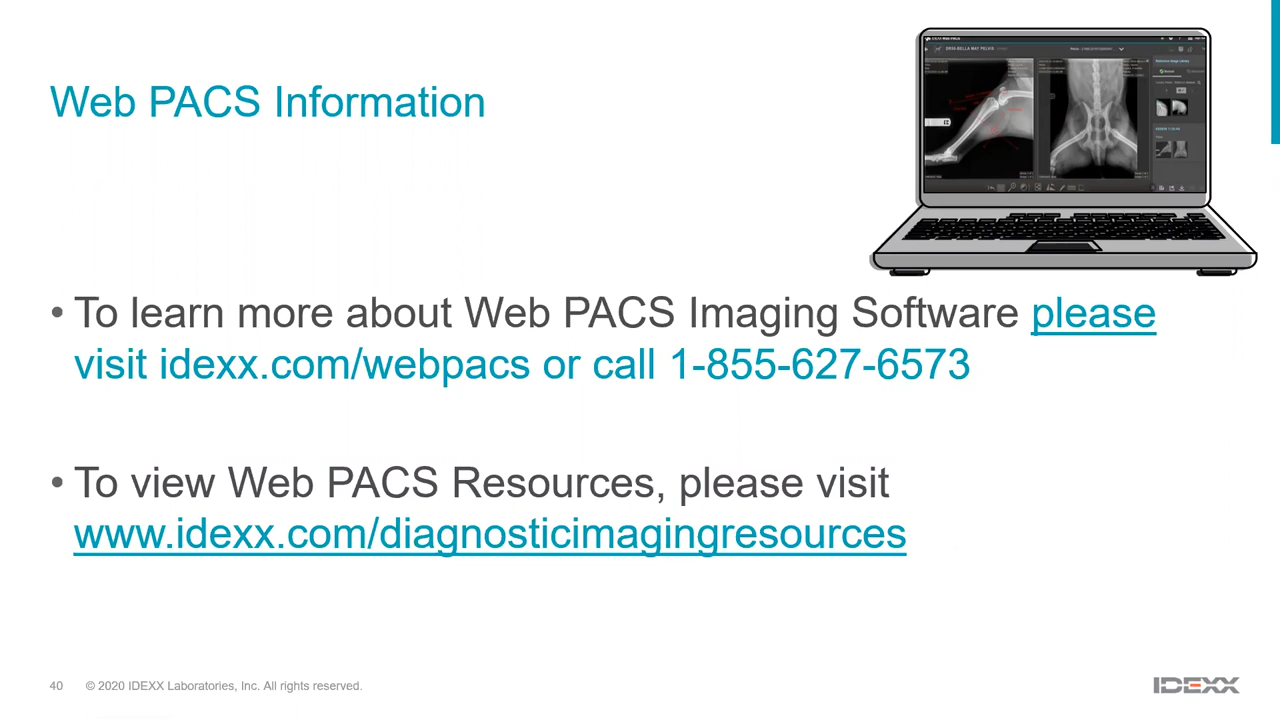 Web PACS Information
• To learn more about Web PACS Imaging Software please
visit idexx.com/webpacs or call 1-855-627-6573
• To view Web PACS Resources, please visit
www.idexx.com/diagnosticimagingresources
40 © 2020 IDEXX Laboratories, Inc. All rights reserved.
IDEXX